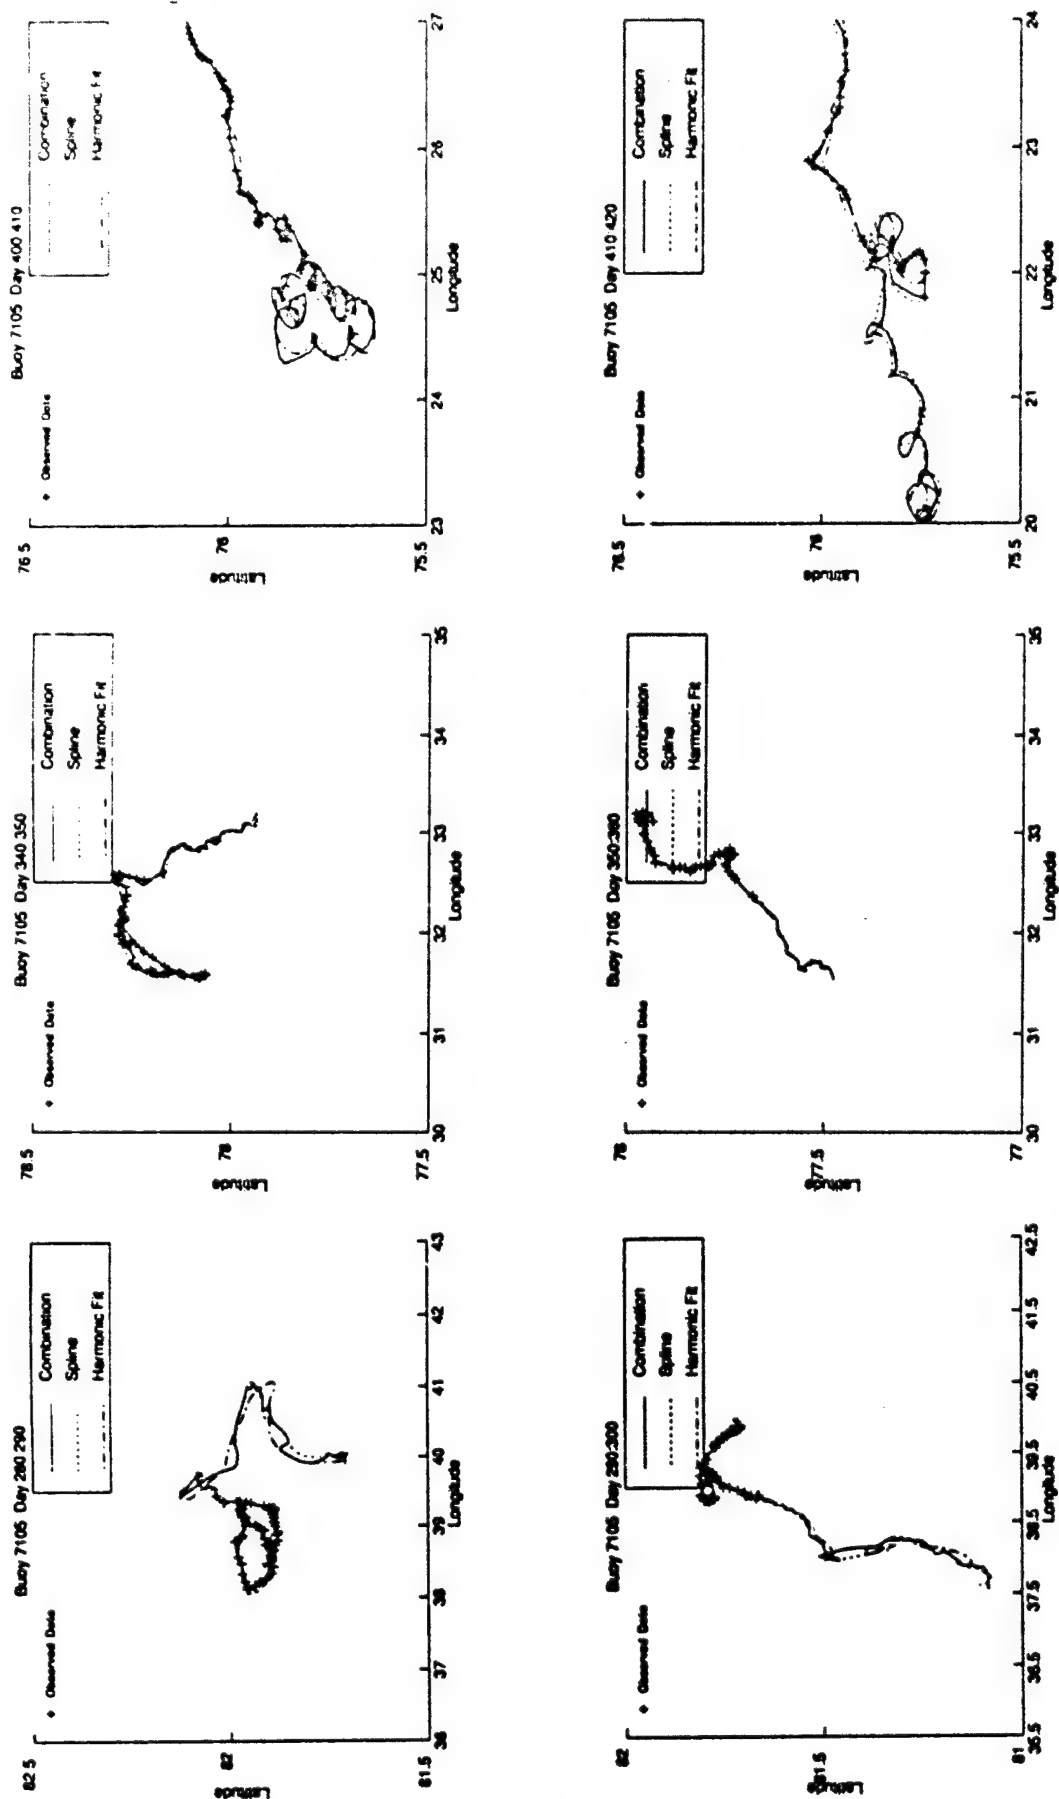 Buoy 7105 Day 280 290
+ Observed Data
Combination
Spline
Harmonic Fit
82.5
82
81.5
Latitude
36
37
38
39
40
41
42
43
Longitude
Buoy 7105 Day 340 350
+ Observed Data
Combination
Spline
Harmonic Fit
78.5
78
77.5
Latitude
30
31
32
33
34
35
Longitude
Buoy 7105 Day 400 410
+ Observed Data
Combination
Spline
Harmonic Fit
76.5
76
75.5
Latitude
23
24
25
26
27
Longitude
Buoy 7105 Day 290:300
+ Observed Data
Combination
Spline
Harmonic Fit
82
81.5
81
Latitude
35.5
36.5
37.5
38.5
39.5
40.5
41.5
42.5
Longitude
Buoy 7105 Day 350:360
+ Observed Data
Combination
Spline
Harmonic Fit
78
77.5
77
Latitude
30
31
32
33
34
35
Longitude
Buoy 7105 Day 410:420
+ Observed Data
Combination
Spline
Harmonic Fit
76.5
76
75.5
Latitude
20
21
22
23
24
Longitude